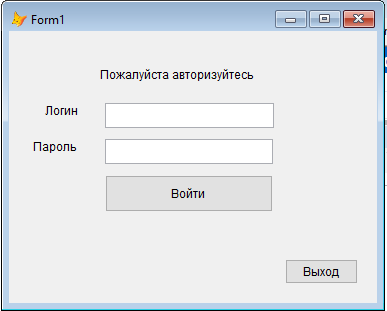 Form1
Пожалуйста авторизуйтесь
Логин
Пароль
Войти
Выход